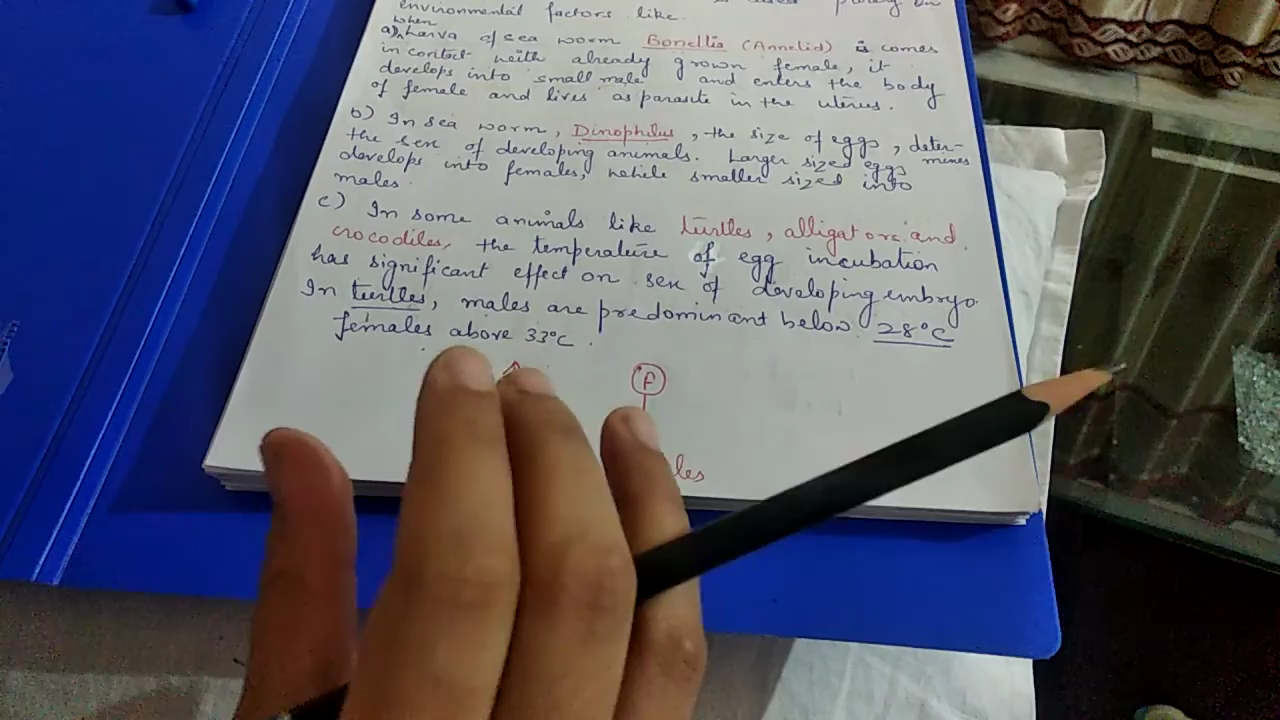 environmental factors like.
when
a) Larva of sea worm Bonellia (Annelid) is comes
in contact with already grown female, it
develops into small male and enters the body
of female and lives as parasite in the uterus.
b) In sea worm, Dinophilus, the size of eggs, deter-
the sex of developing animals. Larger sized eggs mines
develops into females, while smaller sized into
males.
c) In some animals like turtles, alligators and
crocodiles, the temperature of egg incubation
has significant effect on sex of developing embryo.
In turtles, males are predominant below 28°C
females above 33°C.
f
les